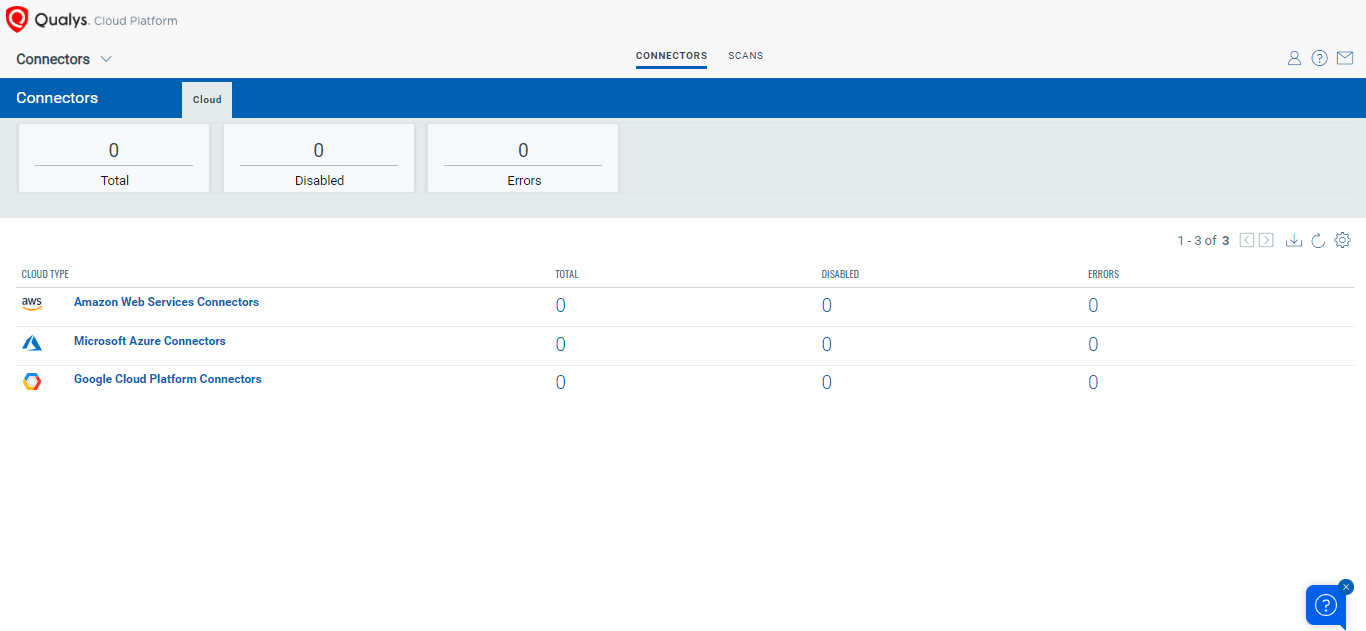 Qualys. Cloud Platform
Connectors
CONNECTORS SCANS
Connectors Cloud
0 0 0
Total Disabled Errors
1 - 3 of 3
CLOUD TYPE TOTAL DISABLED ERRORS
aws Amazon Web Services Connectors 0 0 0
Microsoft Azure Connectors 0 0 0
Google Cloud Platform Connectors 0 0 0